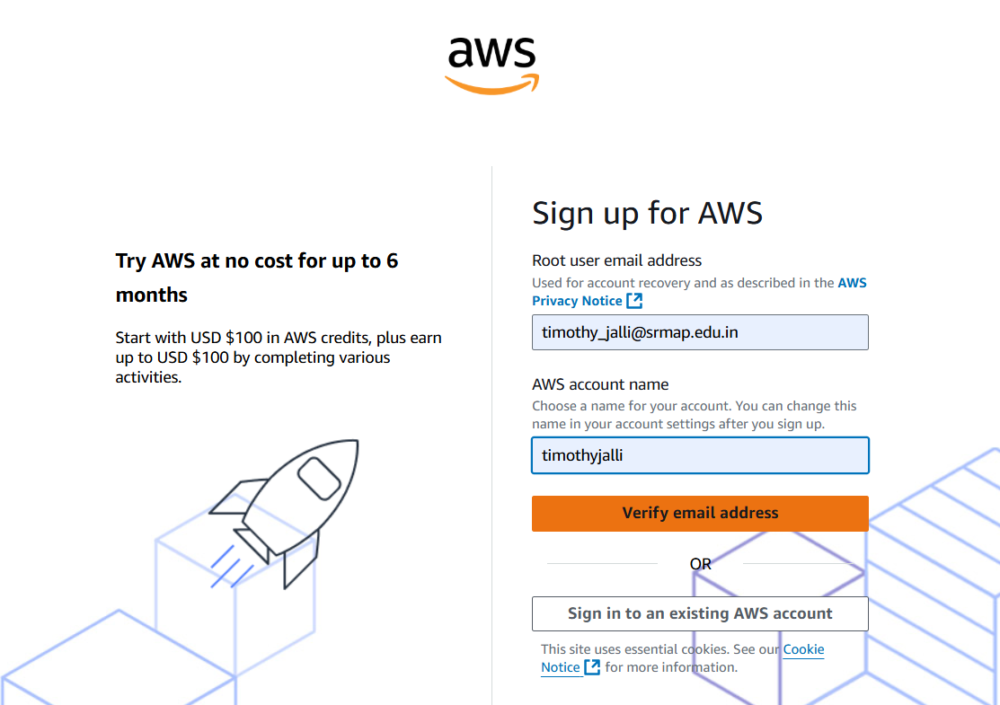 aws
Try AWS at no cost for up to 6
months
Start with USD $100 in AWS credits, plus earn
up to USD $100 by completing various
activities.
Sign up for AWS
Root user email address
Used for account recovery and as described in the AWS
Privacy Notice
timothy_jalli@srmap.edu.in
AWS account name
Choose a name for your account. You can change this
name in your account settings after you sign up.
timothyjalli
Verify email address
OR
Sign in to an existing AWS account
This site uses essential cookies. See our Cookie
Notice for more information.